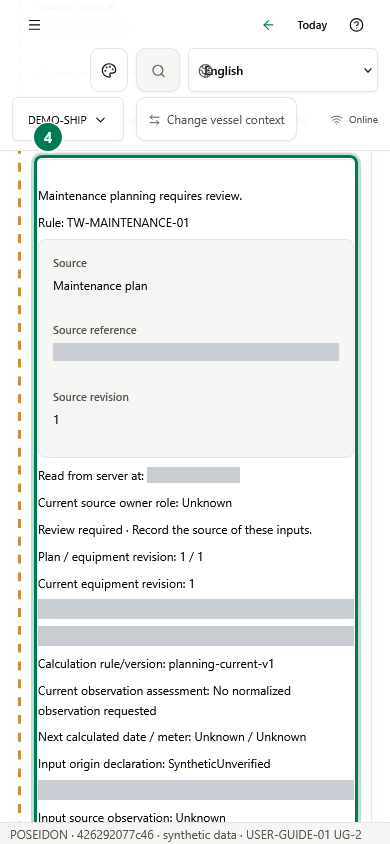 Today
English
DEMO-SHIP
Change vessel context
Online
4
Maintenance planning requires review.
Rule: TW-MAINTENANCE-01
Source
Maintenance plan
Source reference
Source revision
1
Read from server at:
Current source owner role: Unknown
Review required · Record the source of these inputs.
Plan / equipment revision: 1 / 1
Current equipment revision: 1
Calculation rule/version: planning-current-v1
Current observation assessment: No normalized
observation requested
Next calculated date / meter: Unknown / Unknown
Input origin declaration: SyntheticUnverified
Input source observation: Unknown
POSEIDON · 426292077c46 · synthetic data · USER-GUIDE-01 UG-2